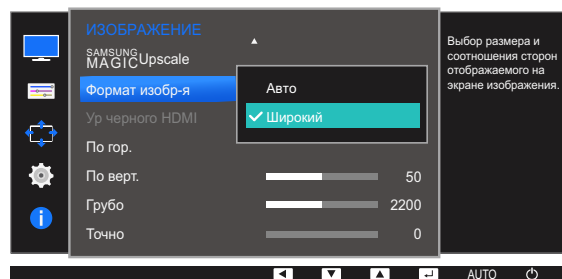 ИЗОБРАЖЕНИЕ
SAMSUNG MAGIC Upscale
Формат изобр-я
Авто
Широкий
Ур черного HDMI
По гор.
По верт. 50
Грубо 2200
Точно 0
Выбор размера и
соотношения сторон
отображаемого на
экране изображения.
AUTO